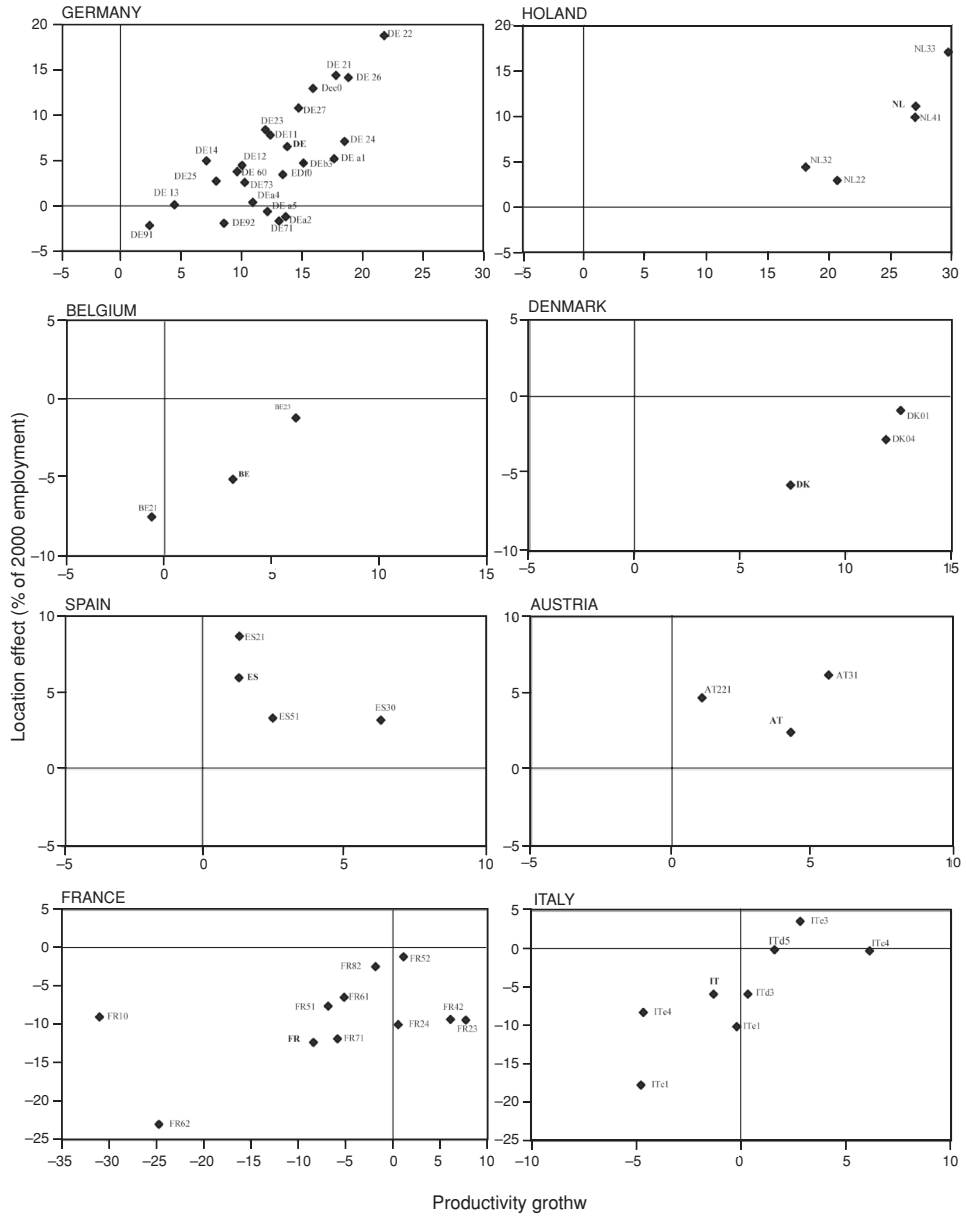 GERMANY
20
15
10
5
0
−5
DE 22
DE 21
DE 26
Dec0
DE27
DE23
DE11
DE
DE 24
DE14
DE12
DEb3
DE a1
DE 60
EDf0
DE25
DE73
DE 13
DEa4
DE a5
DEa2
DE91
DE92
DE71
0 5 10 15 20 25 30
HOLAND
20
15
10
5
0
−5
NL33
NL
NL41
NL32
NL22
−5 0 5 10 15 20 25 30
BELGIUM
5
0
−5
−10
BE23
BE
BE21
−5 0 5 10 15
DENMARK
5
0
−5
−10
DK01
DK04
DK
0 5 10 15
SPAIN
10
5
0
−5
ES21
ES
ES51
ES30
−5 0 5 10
AUSTRIA
10
5
0
−5
AT31
AT221
AT
−5 0 5 10
FRANCE
5
0
−5
−10
−15
−20
−25
FR82
FR52
FR51
FR61
FR42
FR10
FR24
FR23
FR
FR71
FR62
−35 −30 −25 −20 −15 −10 −5 0 5 10
ITALY
5
0
−5
−10
−15
−20
−25
ITe3
ITd5
ITc4
IT
ITd3
ITe4
ITe1
ITc1
−5 0 5 10
Location effect (% of 2000 employment)
Productivity grothw